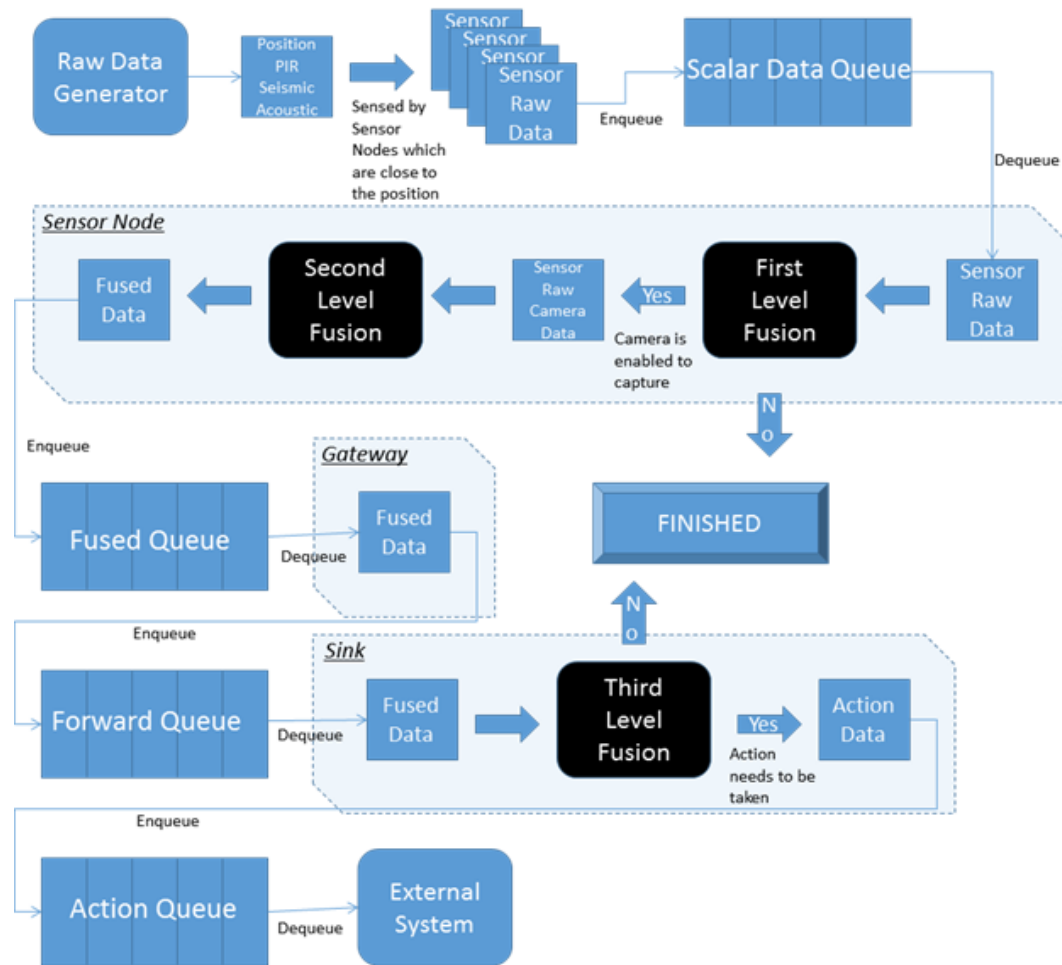 Raw Data
Generator
Position
PIR
Seismic
Acoustic
Sensed by
Sensor
Nodes which
are close to
the position
Sensor
Sensor
Sensor
Sensor
Raw
Data
Enqueue
Scalar Data Queue
Dequeue
Sensor Node
Fused
Data
Second
Level
Fusion
Sensor
Raw
Camera
Data
Yes
Camera is
enabled to
capture
First
Level
Fusion
Sensor
Raw
Data
No
Enqueue
Gateway
Fused Queue
Dequeue
Fused
Data
FINISHED
Enqueue
No
Sink
Forward Queue
Dequeue
Fused
Data
Third
Level
Fusion
Yes
Action
needs to be
taken
Action
Data
Enqueue
Action Queue
Dequeue
External
System